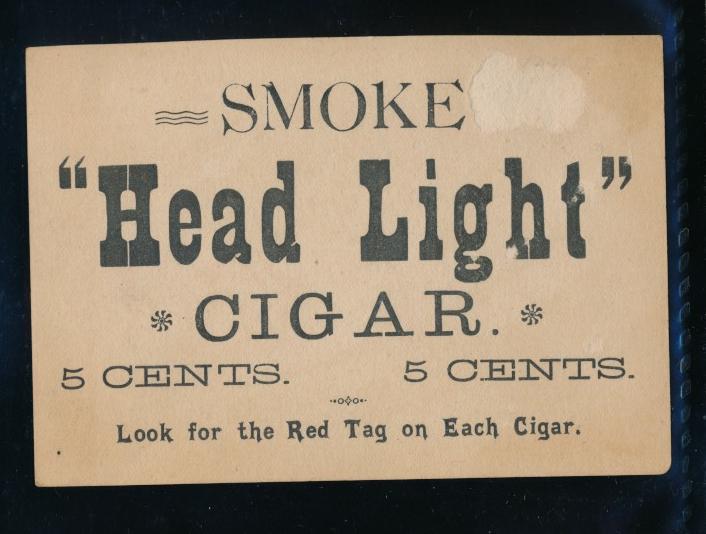 SMOKE
"Head Light"
CIGAR.
5 CENTS. 5 CENTS.
Look for the Red Tag on Each Cigar.